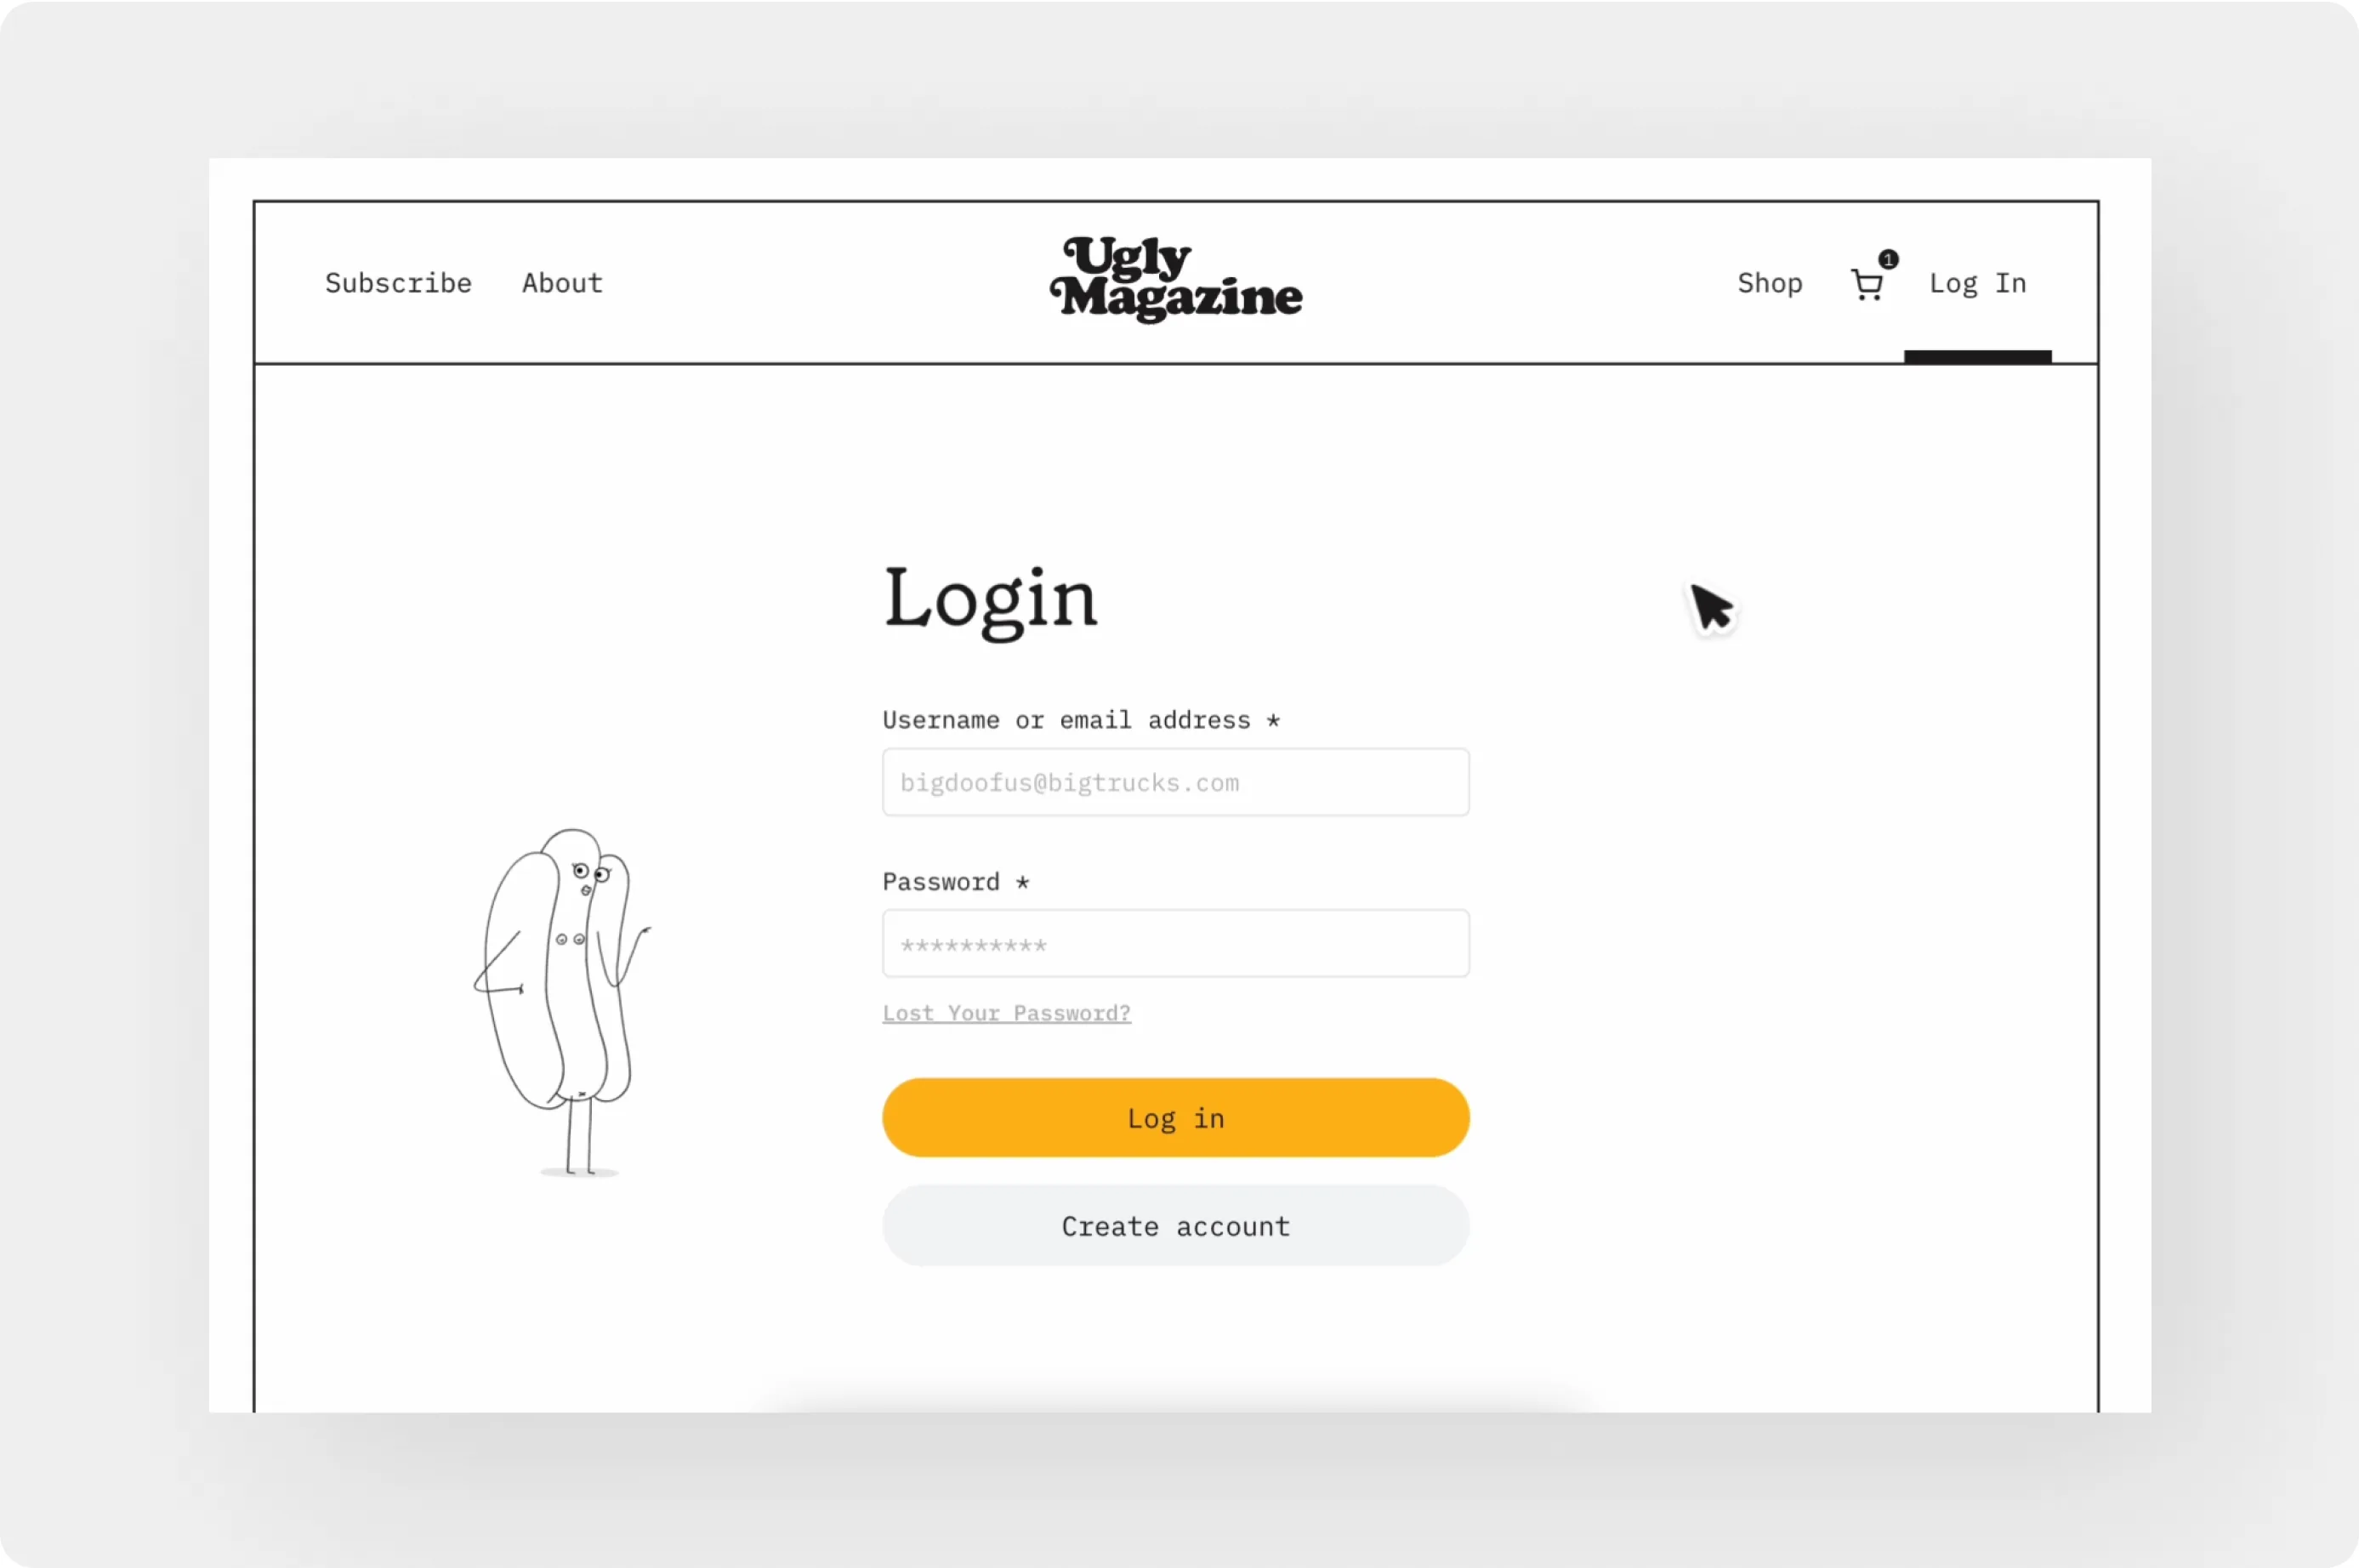 Subscribe About
Ugly
Magazine
Shop 1 Log In
Login
Username or email address *
bigdoofus@bigtrucks.com
Password *
**********
Lost Your Password?
Log in
Create account